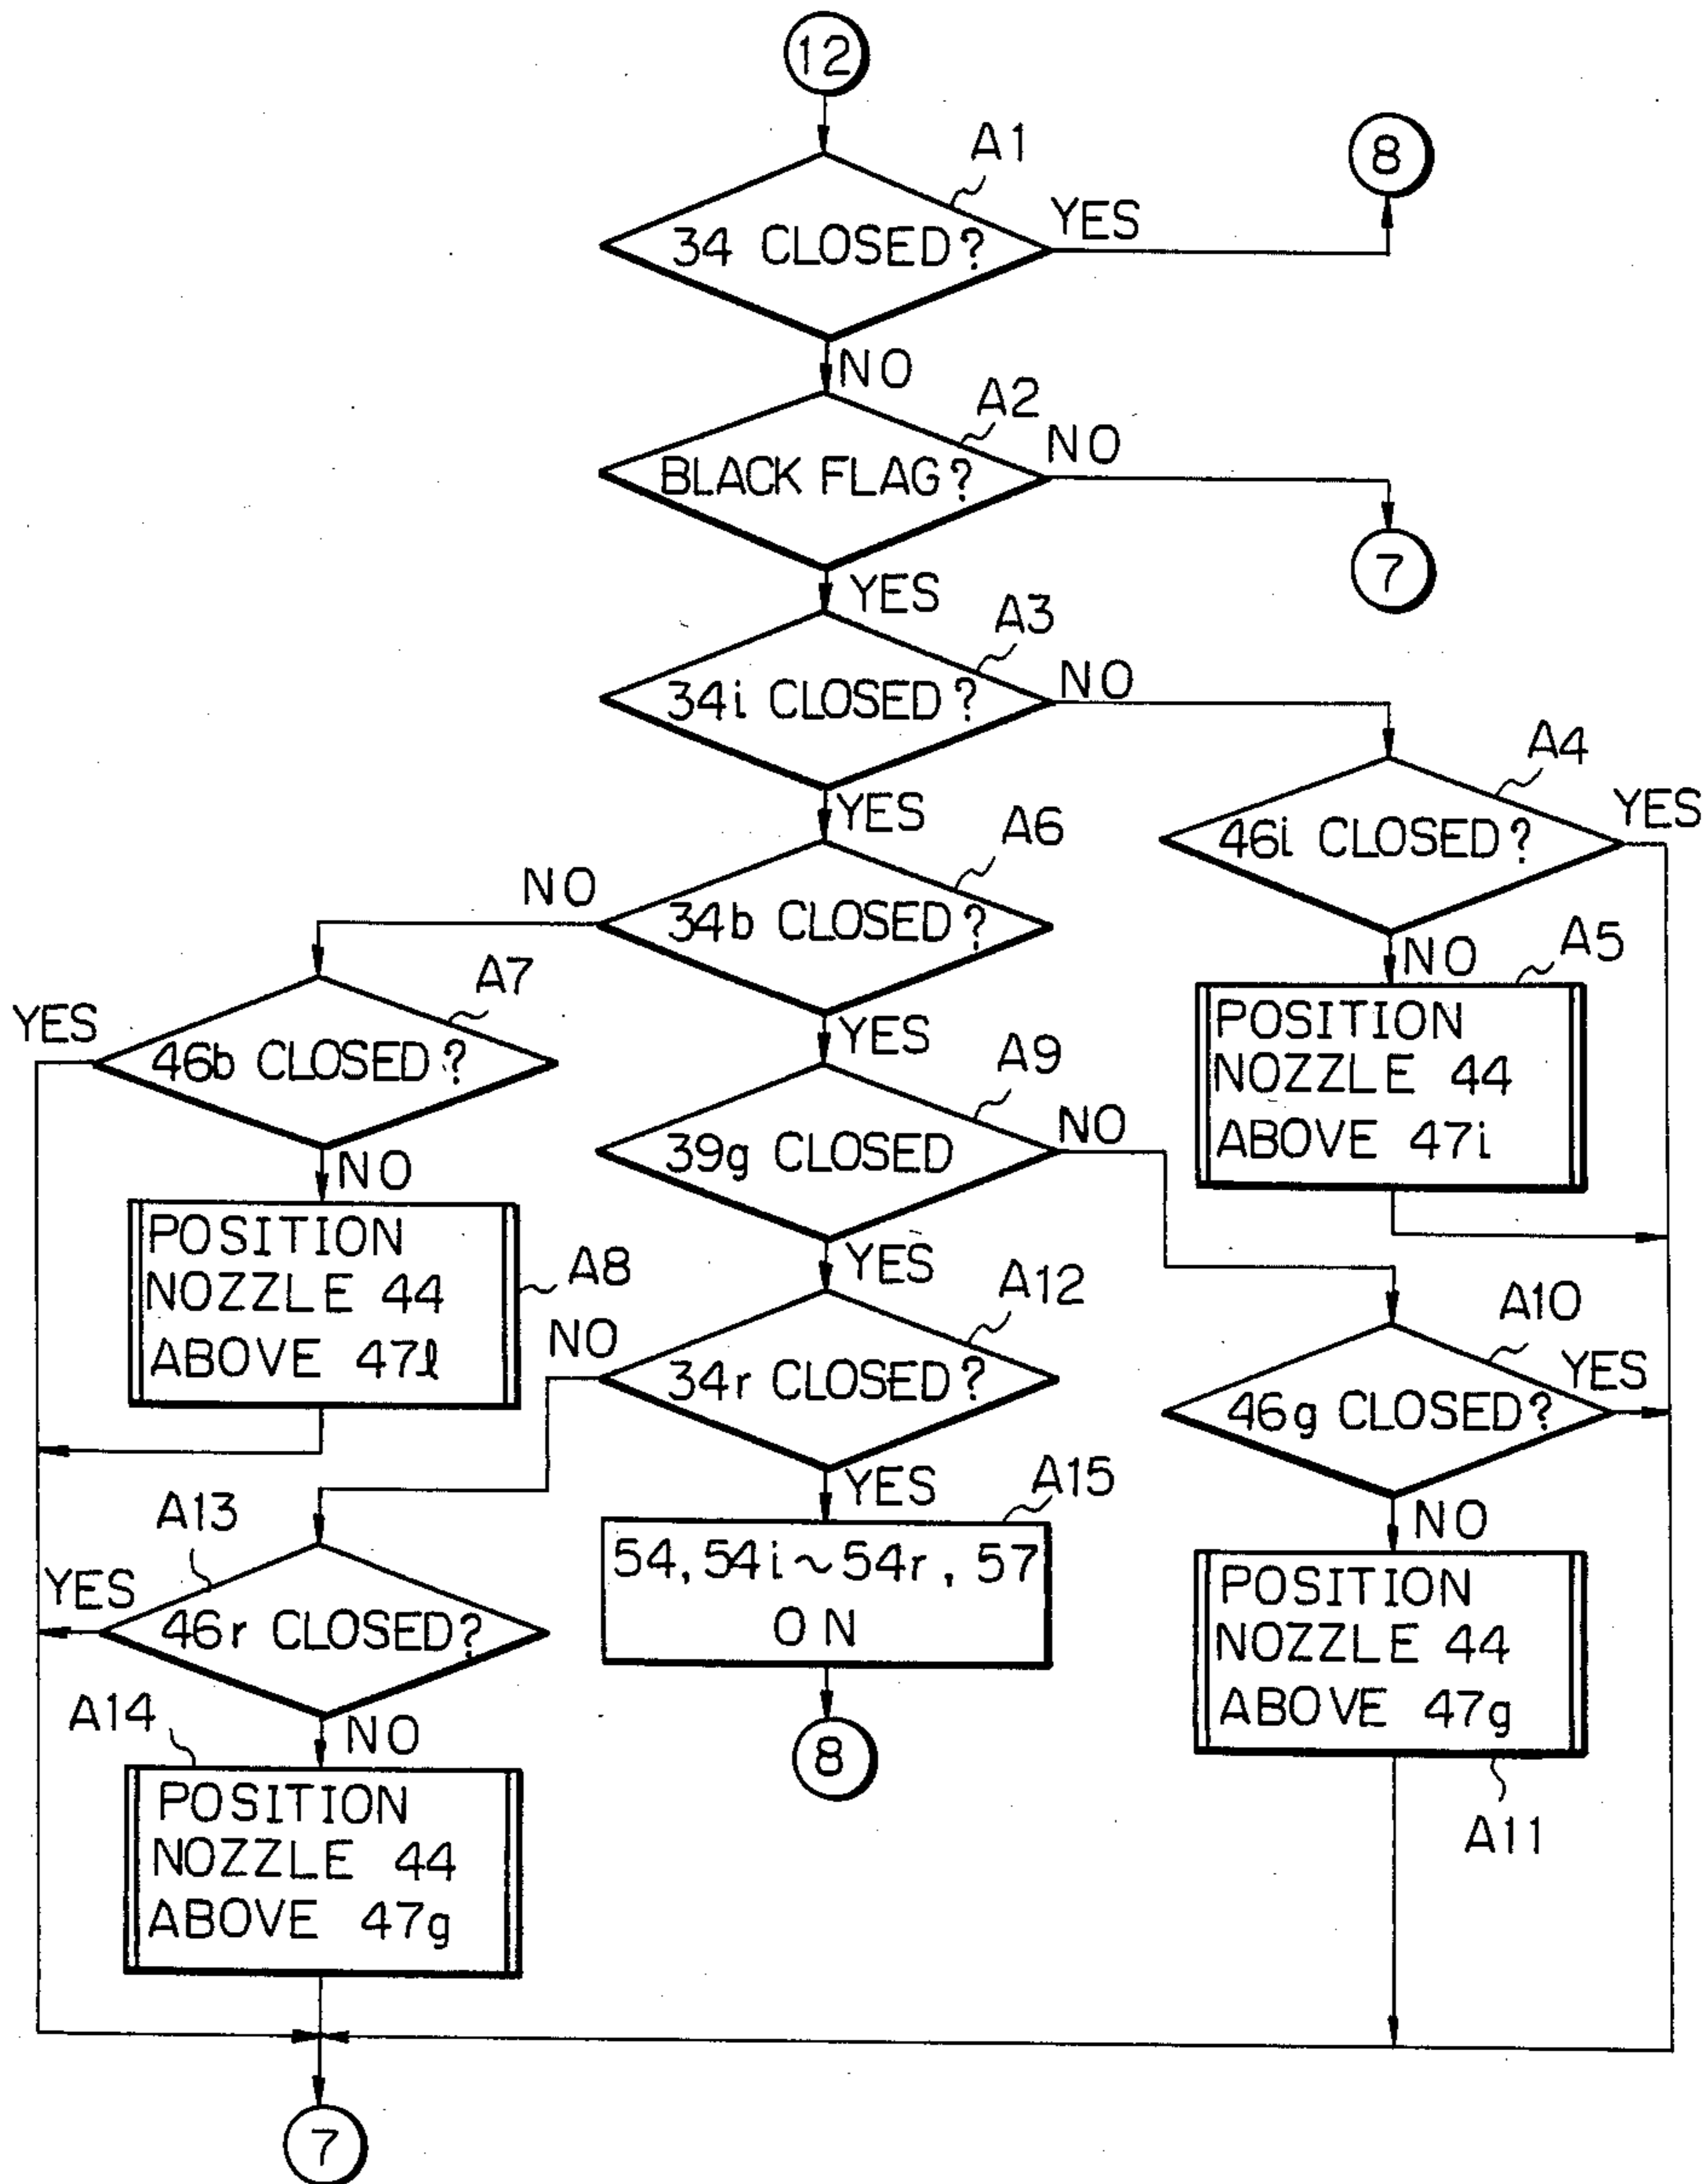 12
A1
8
34 CLOSED?
YES
NO
A2
BLACK FLAG?
NO
7
YES
A3
34i CLOSED?
NO
A4
YES
46i CLOSED?
YES
A6
NO
34b CLOSED?
NO
A5
POSITION
NOZZLE 44
ABOVE 47i
A7
YES
46b CLOSED?
YES
A9
39g CLOSED
NO
NO
POSITION
NOZZLE 44
ABOVE 47l
A8
YES
A12
NO
34r CLOSED?
A10
YES
46g CLOSED?
YES
A15
54, 54i~54r, 57
ON
8
A13
YES
46r CLOSED?
NO
POSITION
NOZZLE 44
ABOVE 47g
A11
A14
NO
POSITION
NOZZLE 44
ABOVE 47g
7